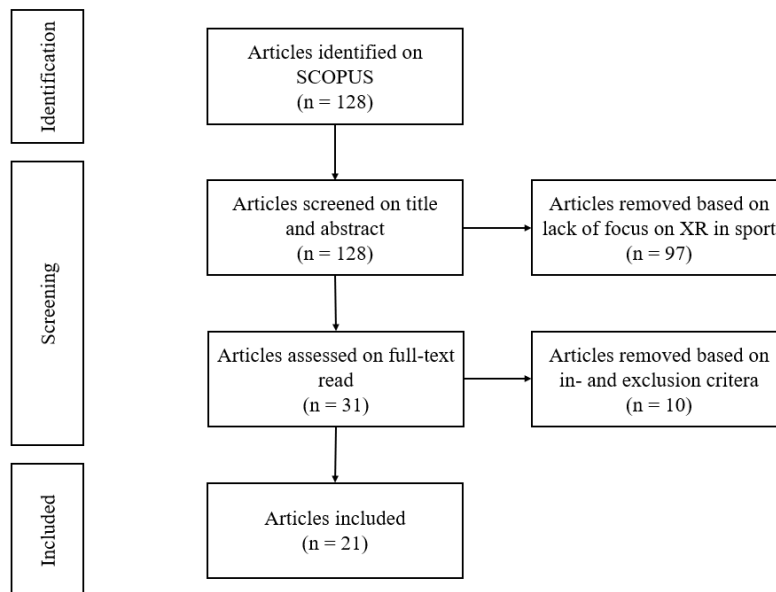 Identification
Articles identified on
SCOPUS
(n = 128)
Screening
Articles screened on title
and abstract
(n = 128)
Articles removed based on
lack of focus on XR in sport
(n = 97)
Articles assessed on full-text
read
(n = 31)
Articles removed based on
in- and exclusion critera
(n = 10)
Included
Articles included
(n = 21)